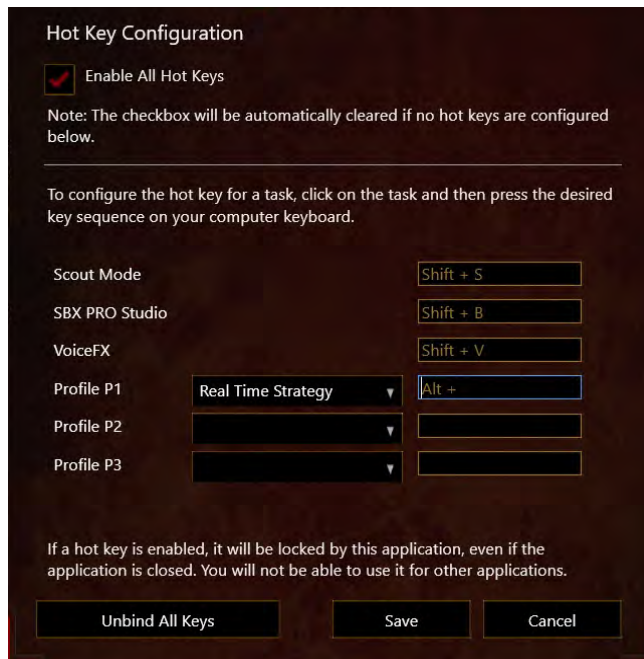 Hot Key Configuration
Enable All Hot Keys
Note: The checkbox will be automatically cleared if no hot keys are configured
below.
To configure the hot key for a task, click on the task and then press the desired
key sequence on your computer keyboard.
Scout Mode Shift + S
SBX PRO Studio Shift + B
VoiceFX Shift + V
Profile P1 Real Time Strategy Alt +
Profile P2
Profile P3
If a hot key is enabled, it will be locked by this application, even if the
application is closed. You will not be able to use it for other applications.
Unbind All Keys Save Cancel